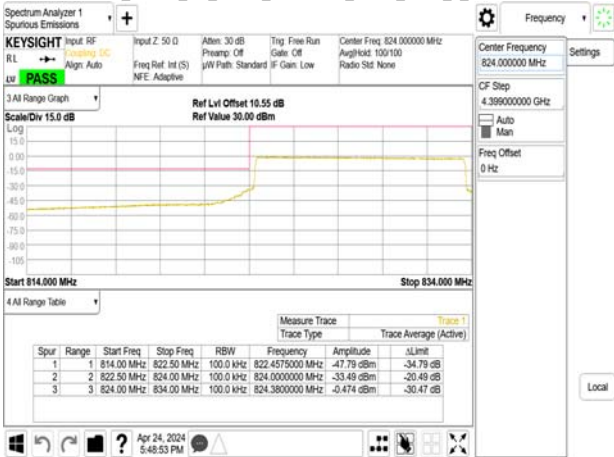 Spectrum Analyzer 1
Spurious Emissions
Frequency
Settings
KEYSIGHT
RL
LW PASS
Input: RF
Coupling: DC
Align: Auto
Input Z: 50 Ω
Freq Ref: Int (S)
NFE: Adaptive
Atten: 30 dB
Preamp: Off
µW Path: Standard
Trig: Free Run
Gate: Off
IF Gain: Low
Center Freq: 824.000000 MHz
Avg|Hold: 100/100
Radio Std: None
Center Frequency
824.000000 MHz
CF Step
4.399000000 GHz
Auto
Man
Freq Offset
0 Hz
3 All Range Graph
Scale/Div 15.0 dB
Ref Lvl Offset 10.55 dB
Ref Value 30.00 dBm
Log
15.0
0.00
-15.0
-30.0
-45.0
-60.0
-75.0
-90.0
-105
Start 814.000 MHz
Stop 834.000 MHz
4 All Range Table
Measure Trace Trace 1
Trace Type Trace Average (Active)
Spur Range Start Freq Stop Freq RBW Frequency Amplitude ΔLimit
1 1 814.00 MHz 822.50 MHz 100.0 kHz 822.4575000 MHz -47.79 dBm -34.79 dB
2 2 822.50 MHz 824.00 MHz 100.0 kHz 824.0000000 MHz -33.49 dBm -20.49 dB
3 3 824.00 MHz 834.00 MHz 100.0 kHz 824.3800000 MHz -0.474 dBm -30.47 dB
Local
?
Apr 24, 2024
5:48:53 PM